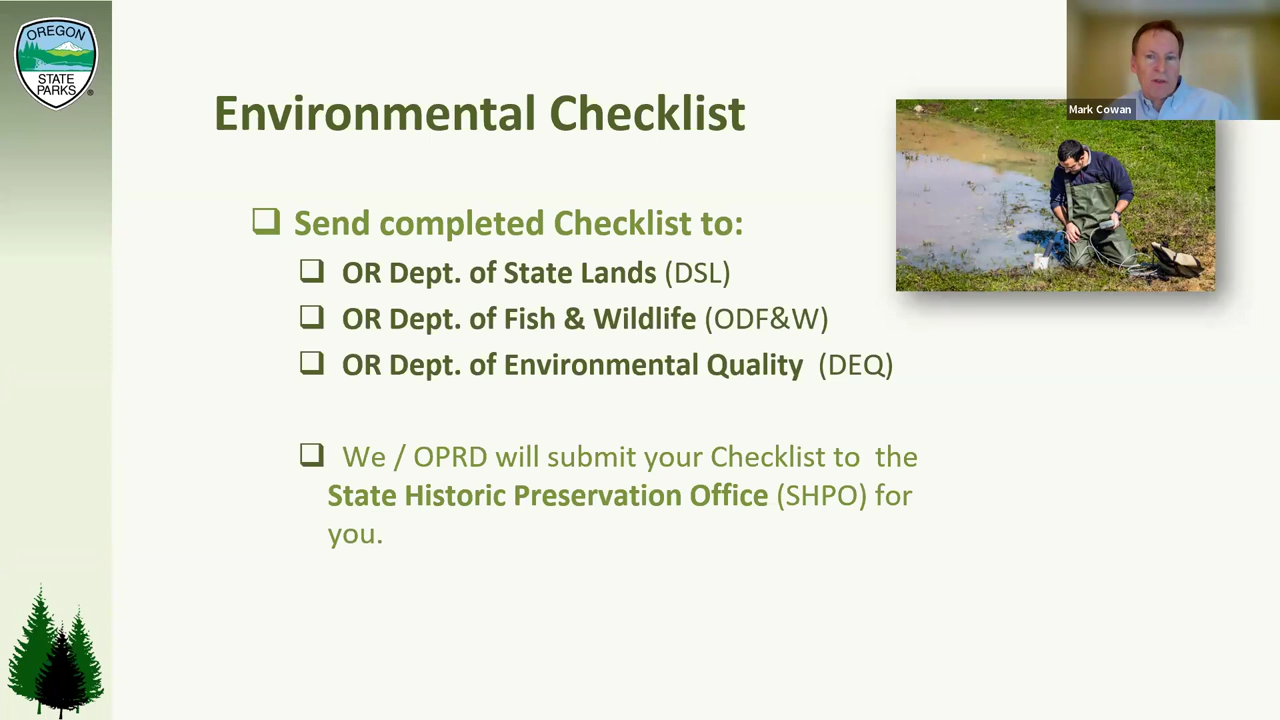 OREGON
STATE
PARKS
®
Mark Cowan
Environmental Checklist
❑ Send completed Checklist to:
❑ OR Dept. of State Lands (DSL)
❑ OR Dept. of Fish & Wildlife (ODF&W)
❑ OR Dept. of Environmental Quality (DEQ)
❑ We / OPRD will submit your Checklist to the
State Historic Preservation Office (SHPO) for
you.